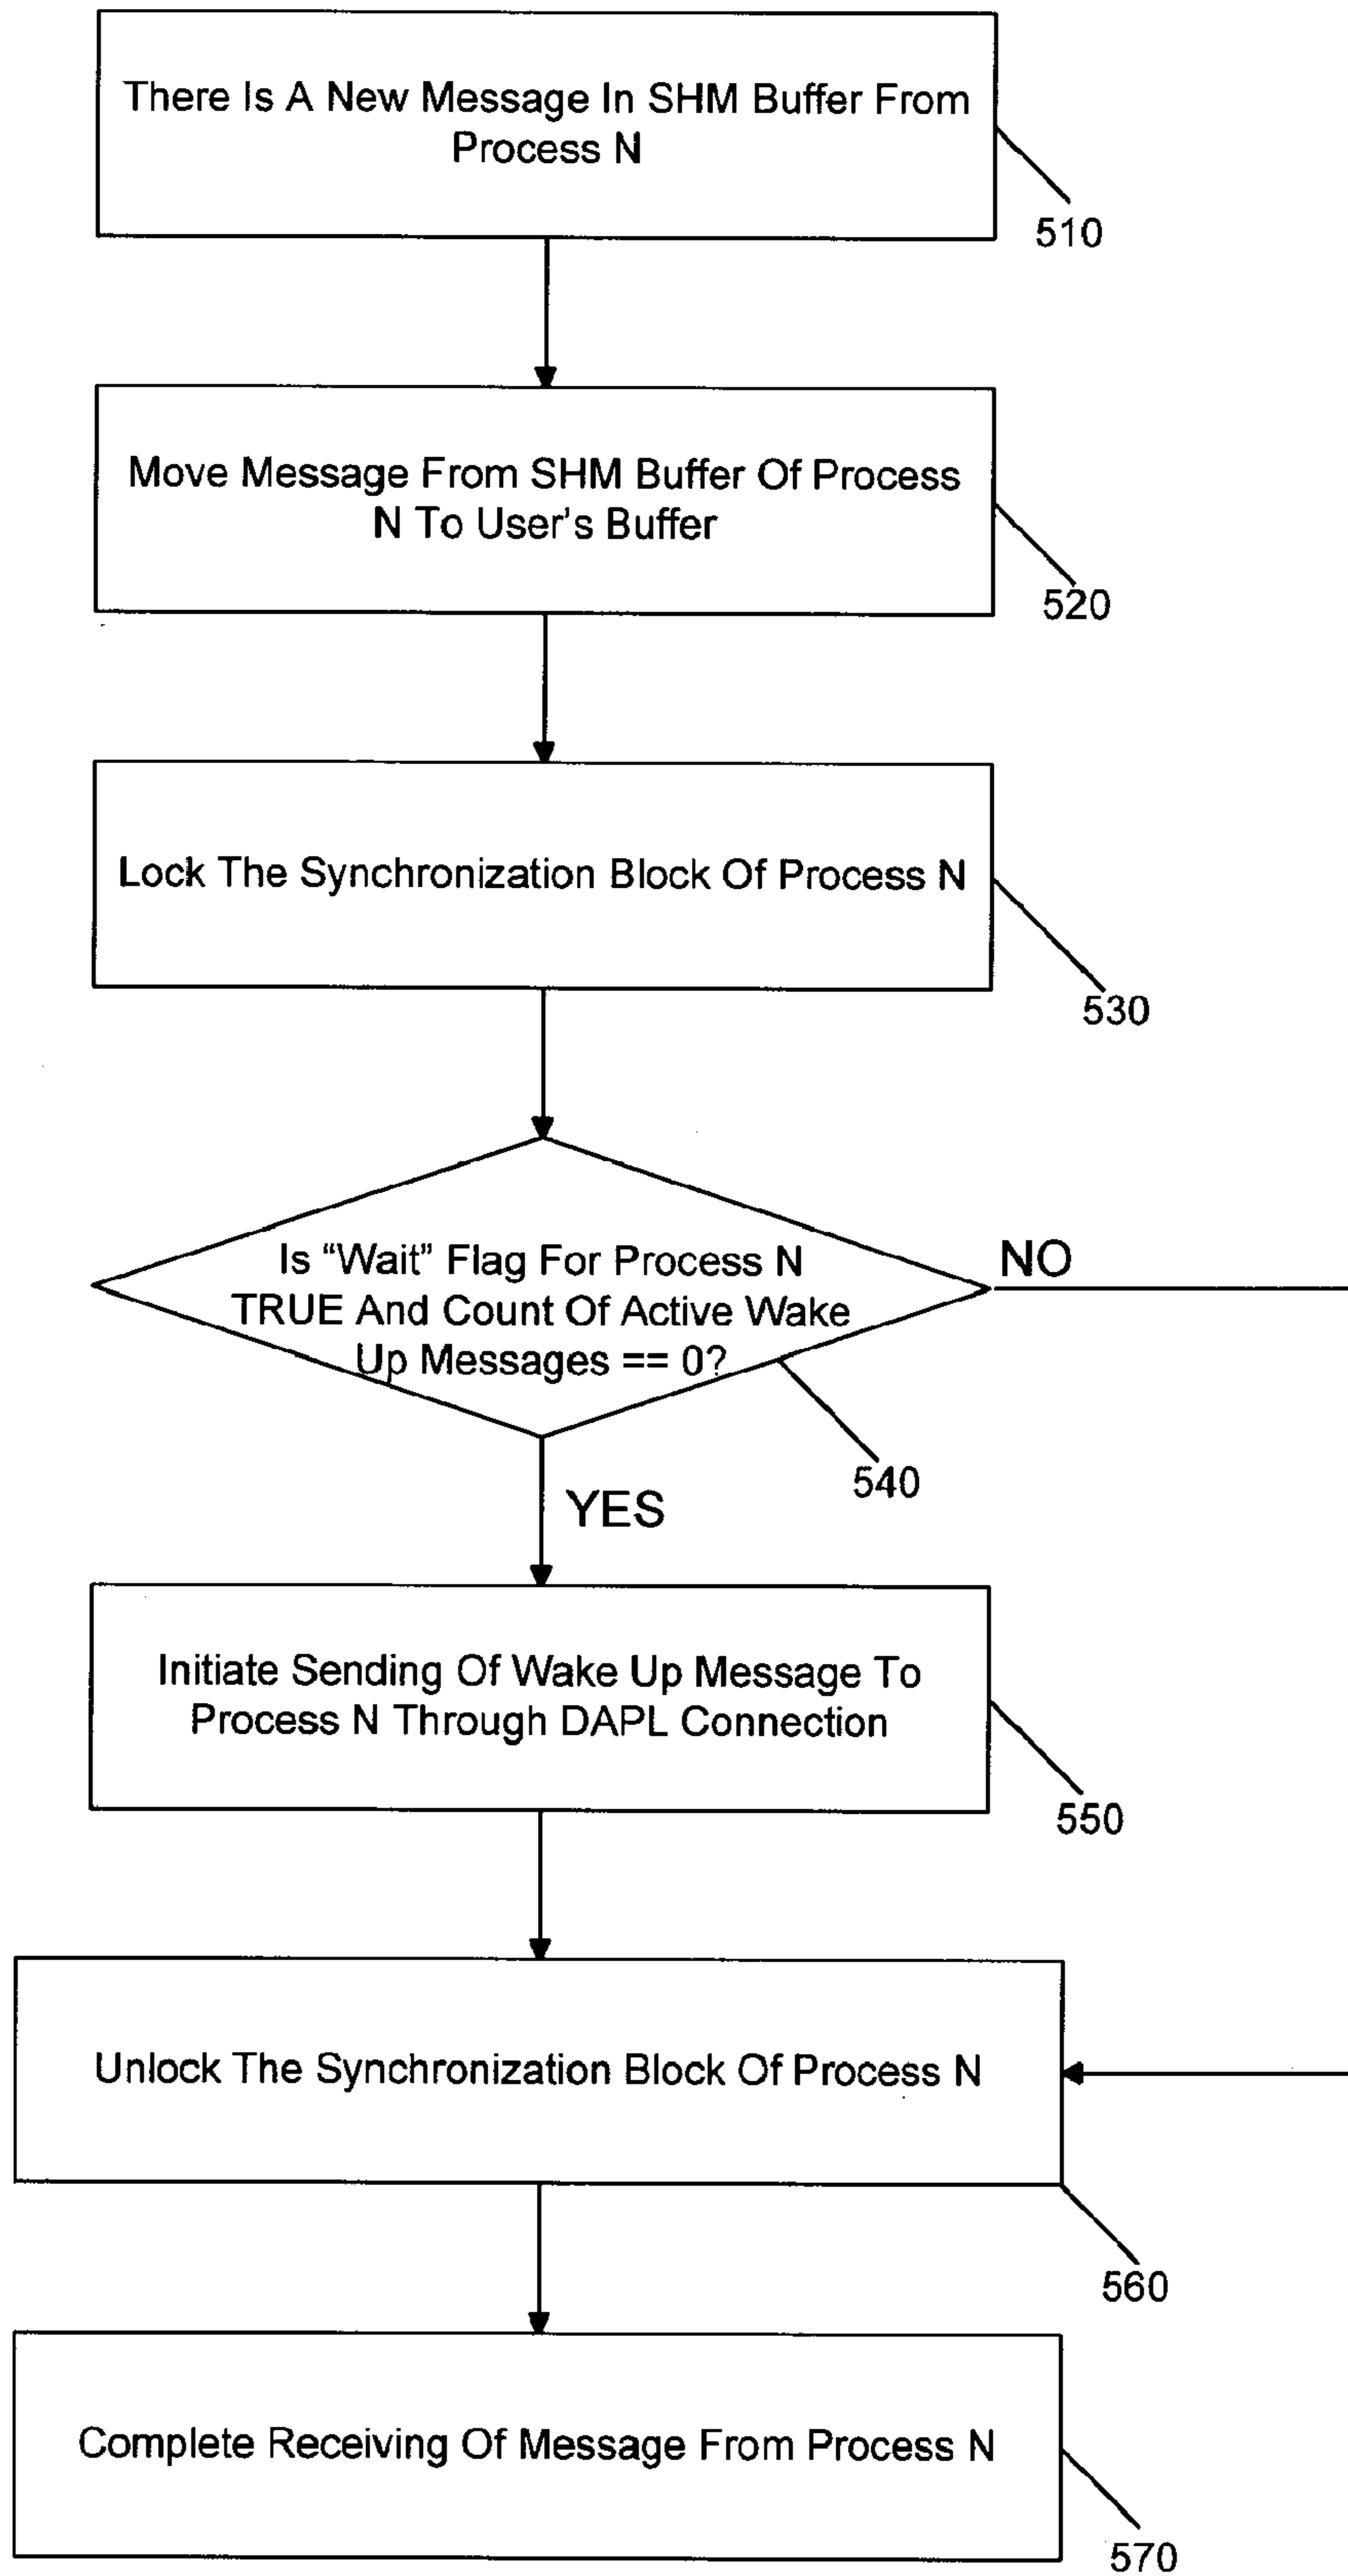 There Is A New Message In SHM Buffer From
Process N
510
Move Message From SHM Buffer Of Process
N To User's Buffer
520
Lock The Synchronization Block Of Process N
530
Is “Wait” Flag For Process N
TRUE And Count Of Active Wake
Up Messages == 0?
NO
540
YES
Initiate Sending Of Wake Up Message To
Process N Through DAPL Connection
550
Unlock The Synchronization Block Of Process N
560
Complete Receiving Of Message From Process N
570